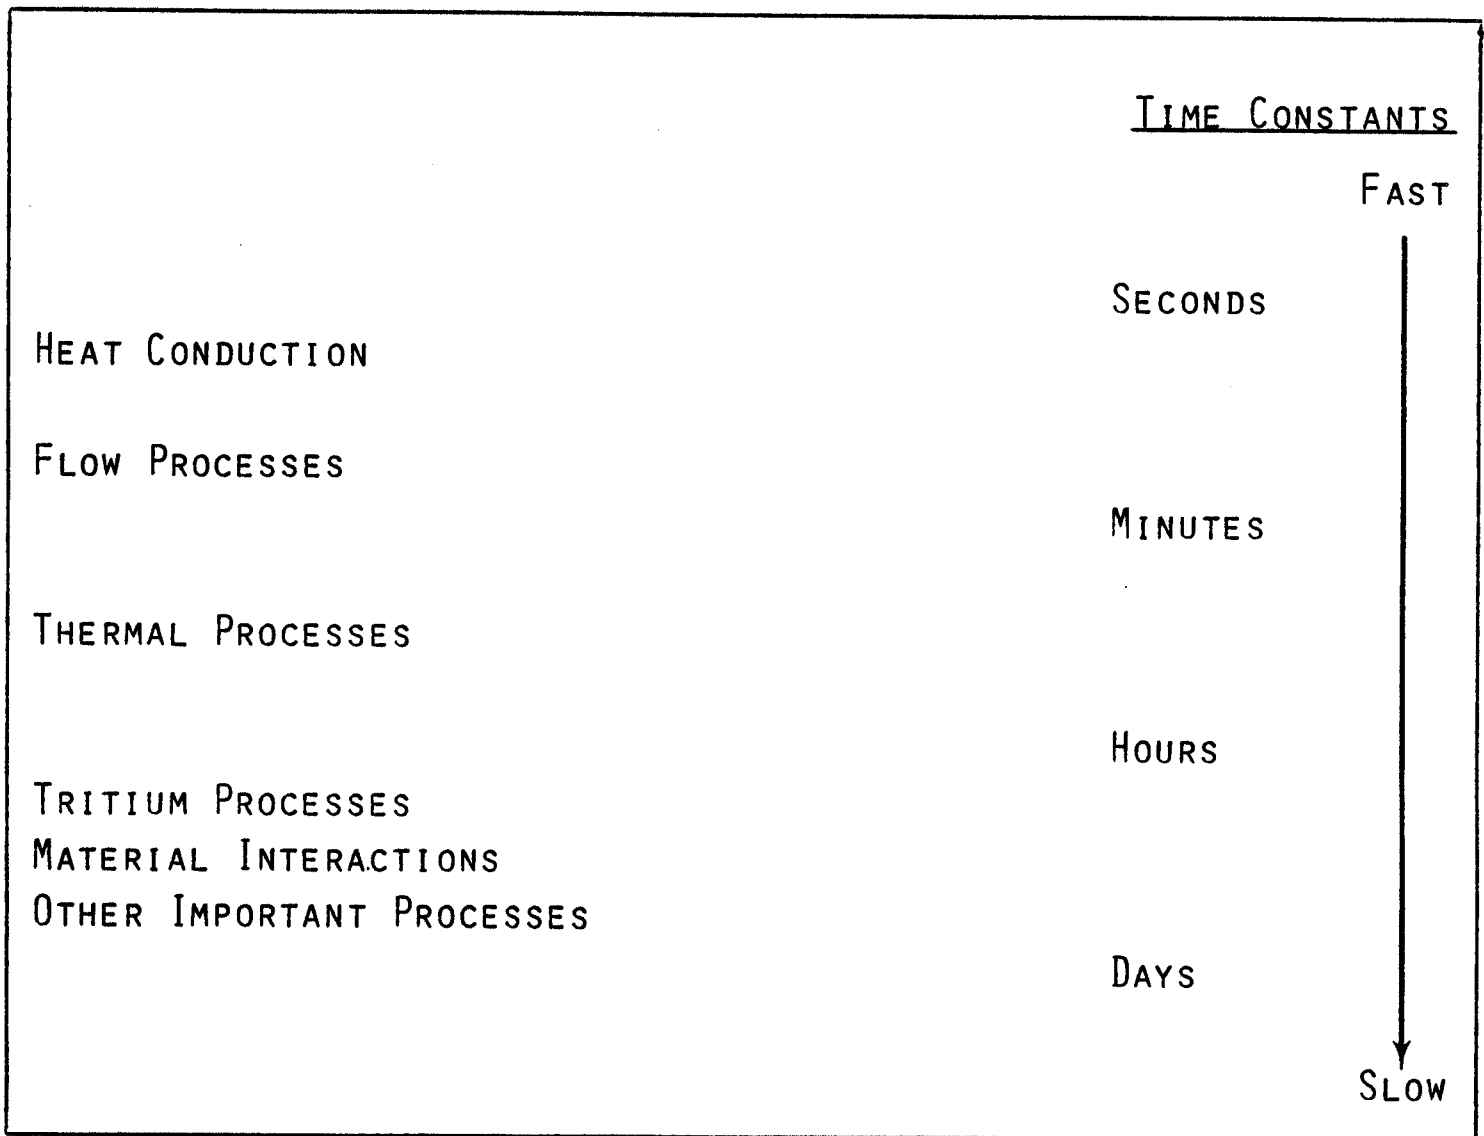 TIME CONSTANTS
FAST
SECONDS
HEAT CONDUCTION
FLOW PROCESSES
MINUTES
THERMAL PROCESSES
HOURS
TRITIUM PROCESSES
MATERIAL INTERACTIONS
OTHER IMPORTANT PROCESSES
DAYS
SLOW